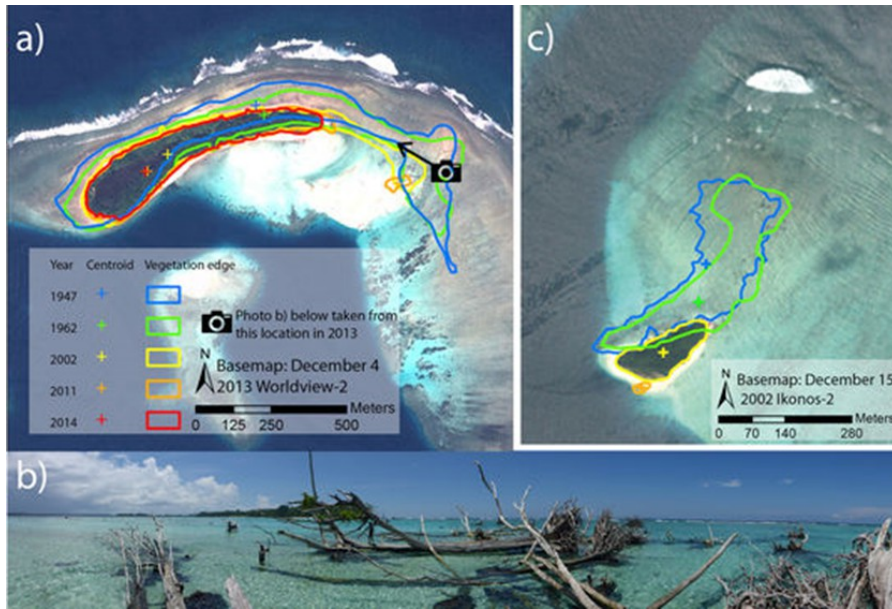 a)
Year Centroid Vegetation edge
1947
1962
2002
2011
2014
Photo b) below taken from
this location in 2013
N
Basemap: December 4
2013 Worldview-2
Meters
0 125 250 500
c)
N
Basemap: December 15
2002 Ikonos-2
Meters
0 70 140 280
b)